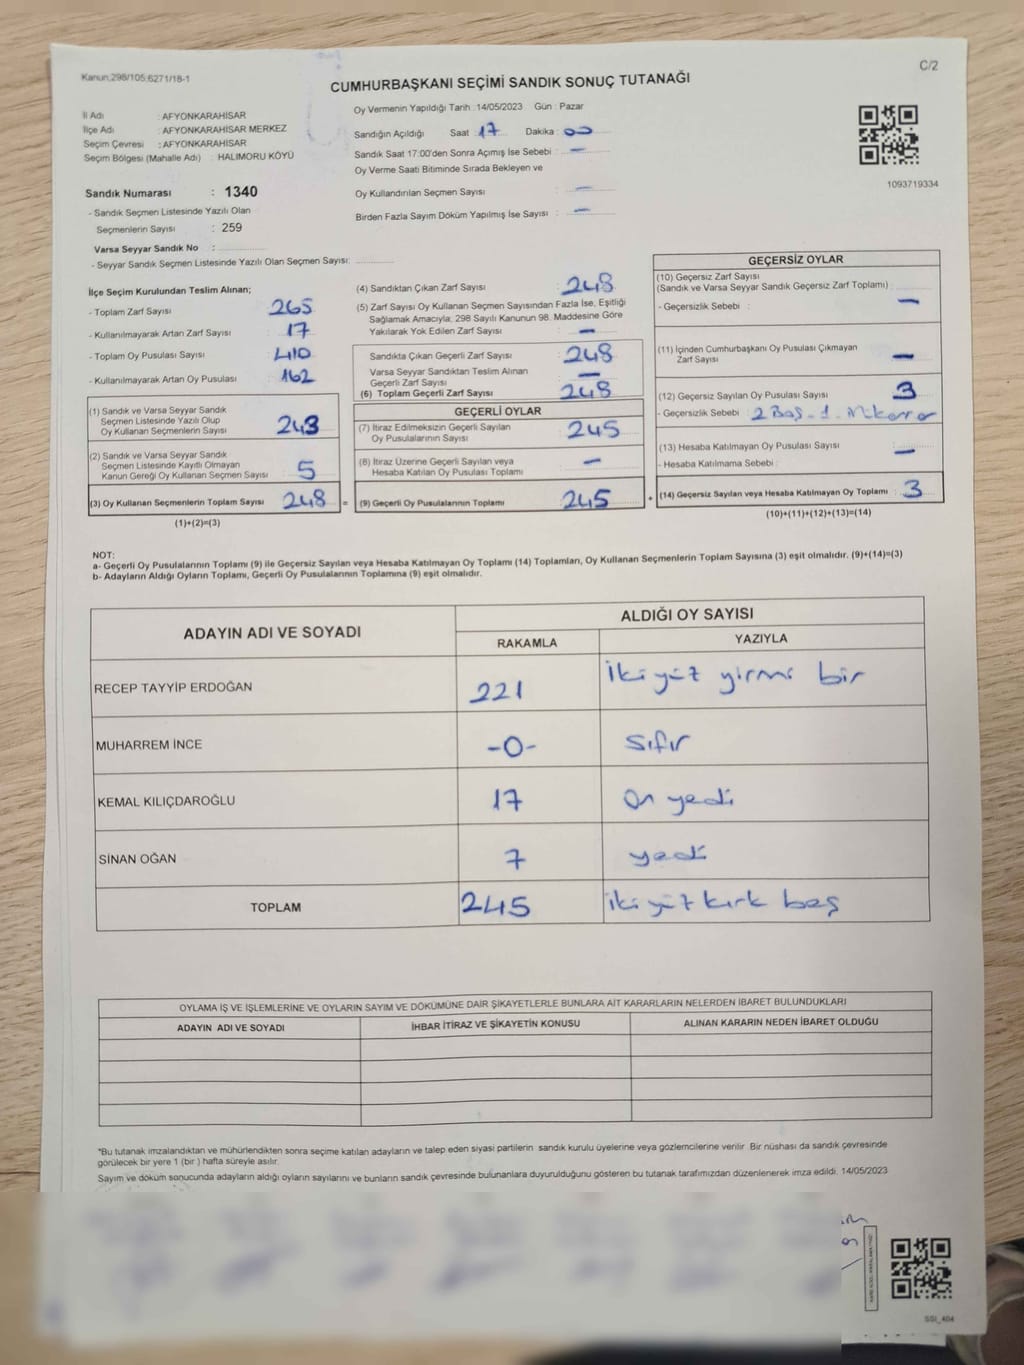 Kanun:298/105;6271/18-1
C/2
CUMHURBAŞKANI SEÇİMİ SANDIK SONUÇ TUTANAĞI
İl Adı : AFYONKARAHİSAR
İlçe Adı : AFYONKARAHİSAR MERKEZ
Seçim Çevresi : AFYONKARAHİSAR
Seçim Bölgesi (Mahalle Adı) : HALIMORU KÖYÜ
Sandık Numarası : 1340
- Sandık Seçmen Listesinde Yazılı Olan
Seçmenlerin Sayısı : 259
Varsa Seyyar Sandık No :
- Seyyar Sandık Seçmen Listesinde Yazılı Olan Seçmen Sayısı:
Oy Vermenin Yapıldığı Tarih : 14/05/2023 Gün : Pazar
Sandığın Açıldığı Saat : 17 Dakika : 00
Sandık Saat 17:00'den Sonra Açımış İse Sebebi : —
Oy Verme Saati Bitiminde Sırada Bekleyen ve
Oy Kullandırılan Seçmen Sayısı : —
Birden Fazla Sayım Döküm Yapılmış İse Sayısı : —
1093719334
İlçe Seçim Kurulundan Teslim Alınan;
- Toplam Zarf Sayısı : 265
- Kullanılmayarak Artan Zarf Sayısı : 17
- Toplam Oy Pusulası Sayısı : 410
- Kullanılmayarak Artan Oy Pusulası : 162
(1) Sandık ve Varsa Seyyar Sandık
Seçmen Listesinde Yazılı Olup
Oy Kullanan Seçmenlerin Sayısı : 243
(2) Sandık ve Varsa Seyyar Sandık
Seçmen Listesinde Kayıtlı Olmayan
Kanun Gereği Oy Kullanan Seçmen Sayısı : 5
(3) Oy Kullanan Seçmenlerin Toplam Sayısı : 248 =
(1)+(2)=(3)
(4) Sandıktan Çıkan Zarf Sayısı : 248
(5) Zarf Sayısı Oy Kullanan Seçmen Sayısından Fazla İse, Eşitliği
Sağlamak Amacıyla; 298 Sayılı Kanunun 98. Maddesine Göre
Yakılarak Yok Edilen Zarf Sayısı : —
Sandıkta Çıkan Geçerli Zarf Sayısı : 248
Varsa Seyyar Sandıktan Teslim Alınan
Geçerli Zarf Sayısı : —
(6) Toplam Geçerli Zarf Sayısı : 248
GEÇERLİ OYLAR
(7) İtiraz Edilmeksizin Geçerli Sayılan
Oy Pusulalarının Sayısı : 245
(8) İtiraz Üzerine Geçerli Sayılan veya
Hesaba Katılan Oy Pusulası Toplamı : —
(9) Geçerli Oy Pusulalarının Toplamı : 245 +
GEÇERSİZ OYLAR
(10) Geçersiz Zarf Sayısı
(Sandık ve Varsa Seyyar Sandık Geçersiz Zarf Toplamı) :
- Geçersizlik Sebebi : —
(11) İçinden Cumhurbaşkanı Oy Pusulası Çıkmayan
Zarf Sayısı : —
(12) Geçersiz Sayılan Oy Pusulası Sayısı : 3
- Geçersizlik Sebebi : 2 Boş - 1
(13) Hesaba Katılmayan Oy Pusulası Sayısı : —
- Hesaba Katılmama Sebebi :
(14) Geçersiz Sayılan veya Hesaba Katılmayan Oy Toplamı : 3
(10)+(11)+(12)+(13)=(14)
NOT:
a- Geçerli Oy Pusulalarının Toplamı (9) ile Geçersiz Sayılan veya Hesaba Katılmayan Oy Toplamı (14) Toplamları, Oy Kullanan Seçmenlerin Toplam Sayısına (3) eşit olmalıdır. (9)+(14)=(3)
b- Adayların Aldığı Oyların Toplamı, Geçerli Oy Pusulalarının Toplamına (9) eşit olmalıdır.
ADAYIN ADI VE SOYADI
ALDIĞI OY SAYISI
RAKAMLA YAZIYLA
RECEP TAYYİP ERDOĞAN 221 İki yüz yirmi bir
MUHARREM İNCE -0- Sıfır
KEMAL KILIÇDAROĞLU 17 On yedi
SİNAN OĞAN 7 yedi
TOPLAM 245 iki yüz kırk beş
OYLAMA İŞ VE İŞLEMLERİNE VE OYLARIN SAYIM VE DÖKÜMÜNE DAİR ŞİKAYETLERLE BUNLARA AİT KARARLARIN NELERDEN İBARET BULUNDUKLARI
ADAYIN ADI VE SOYADI İHBAR İTİRAZ VE ŞİKAYETİN KONUSU ALINAN KARARIN NEDEN İBARET OLDUĞU
*Bu tutanak imzalandıktan ve mühürlendikten sonra seçime katılan adayların ve talep eden siyasi partilerin sandık kurulu üyelerine veya gözlemcilerine verilir. Bir nüshası da sandık çevresinde
görülecek bir yere 1 (bir) hafta süreyle asılır.
Sayım ve döküm sonucunda adayların aldığı oyların sayılarını ve bunların sandık çevresinde bulunanlara duyurulduğunu gösteren bu tutanak tarafımızdan düzenlenerek imza edildi. 14/05/2023
SSI_404